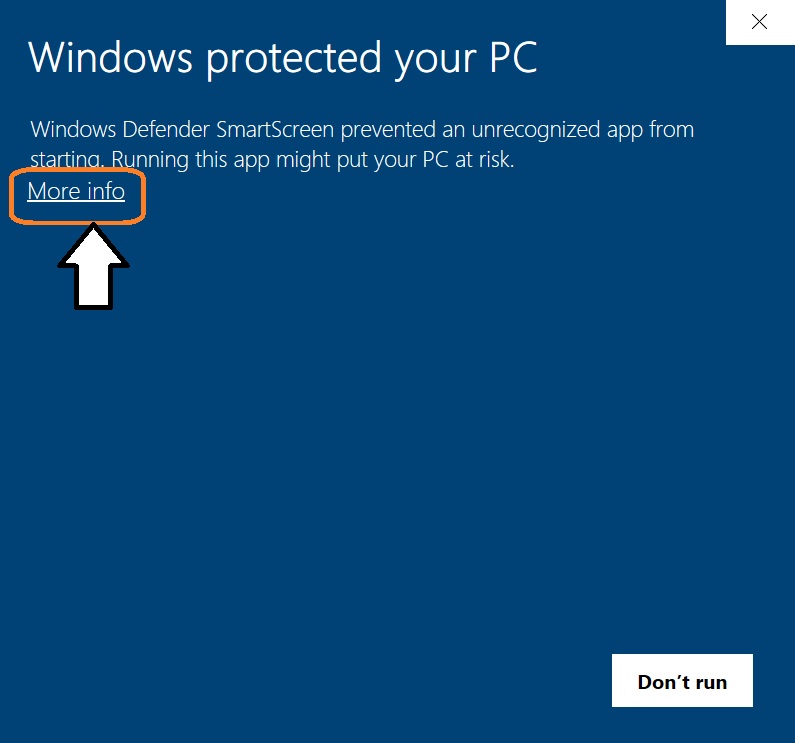 Windows protected your PC
Windows Defender SmartScreen prevented an unrecognized app from
starting. Running this app might put your PC at risk.
More info
Don’t run